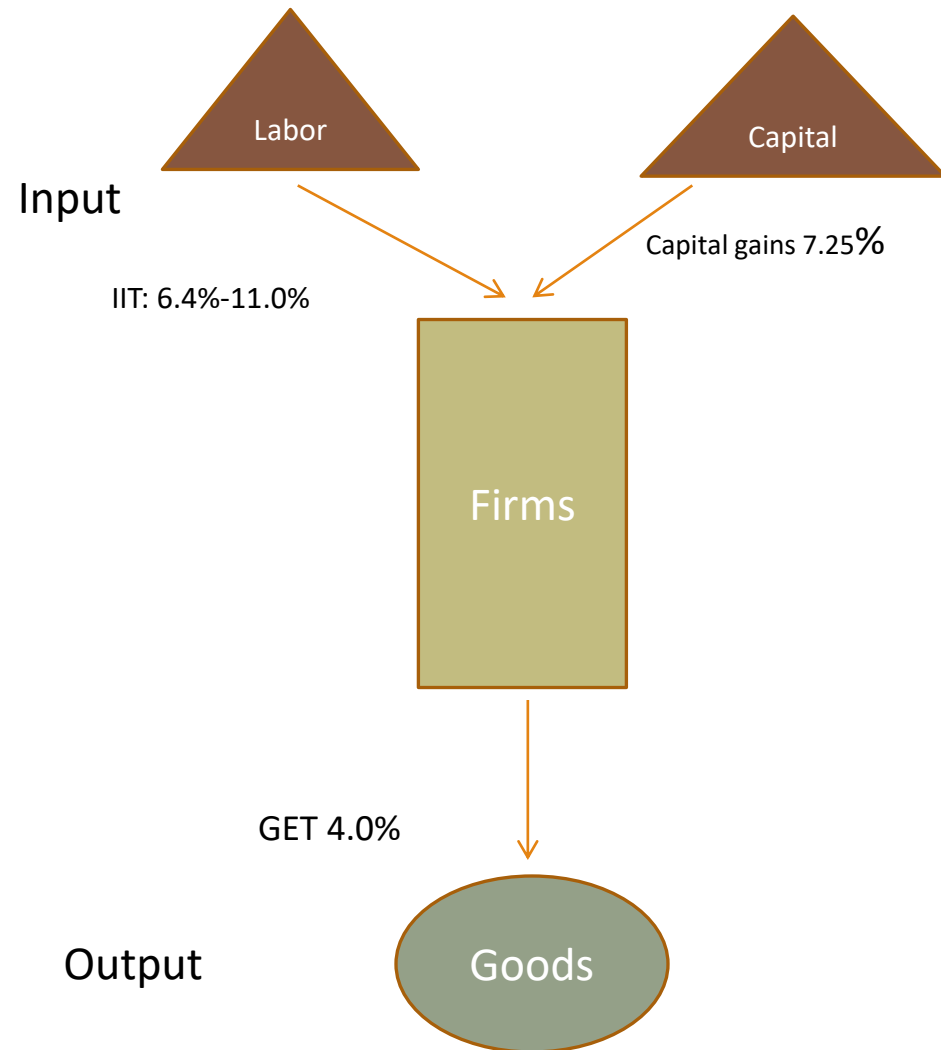 Labor
Capital
Input
Capital gains 7.25%
IIT: 6.4%-11.0%
Firms
GET 4.0%
Output
Goods